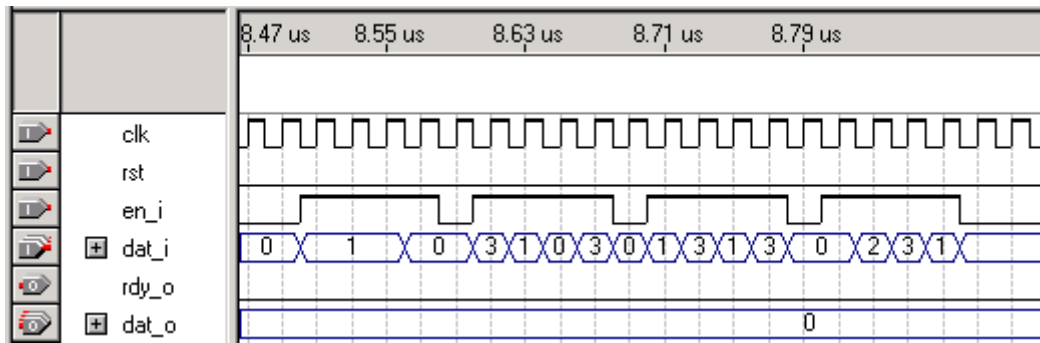 8.47 us 8.55 us 8.63 us 8.71 us 8.79 us
clk
rst
en_i
dat_i 0 1 0 3 1 0 3 0 1 3 1 3 0 2 3 1
rdy_o
dat_o 0